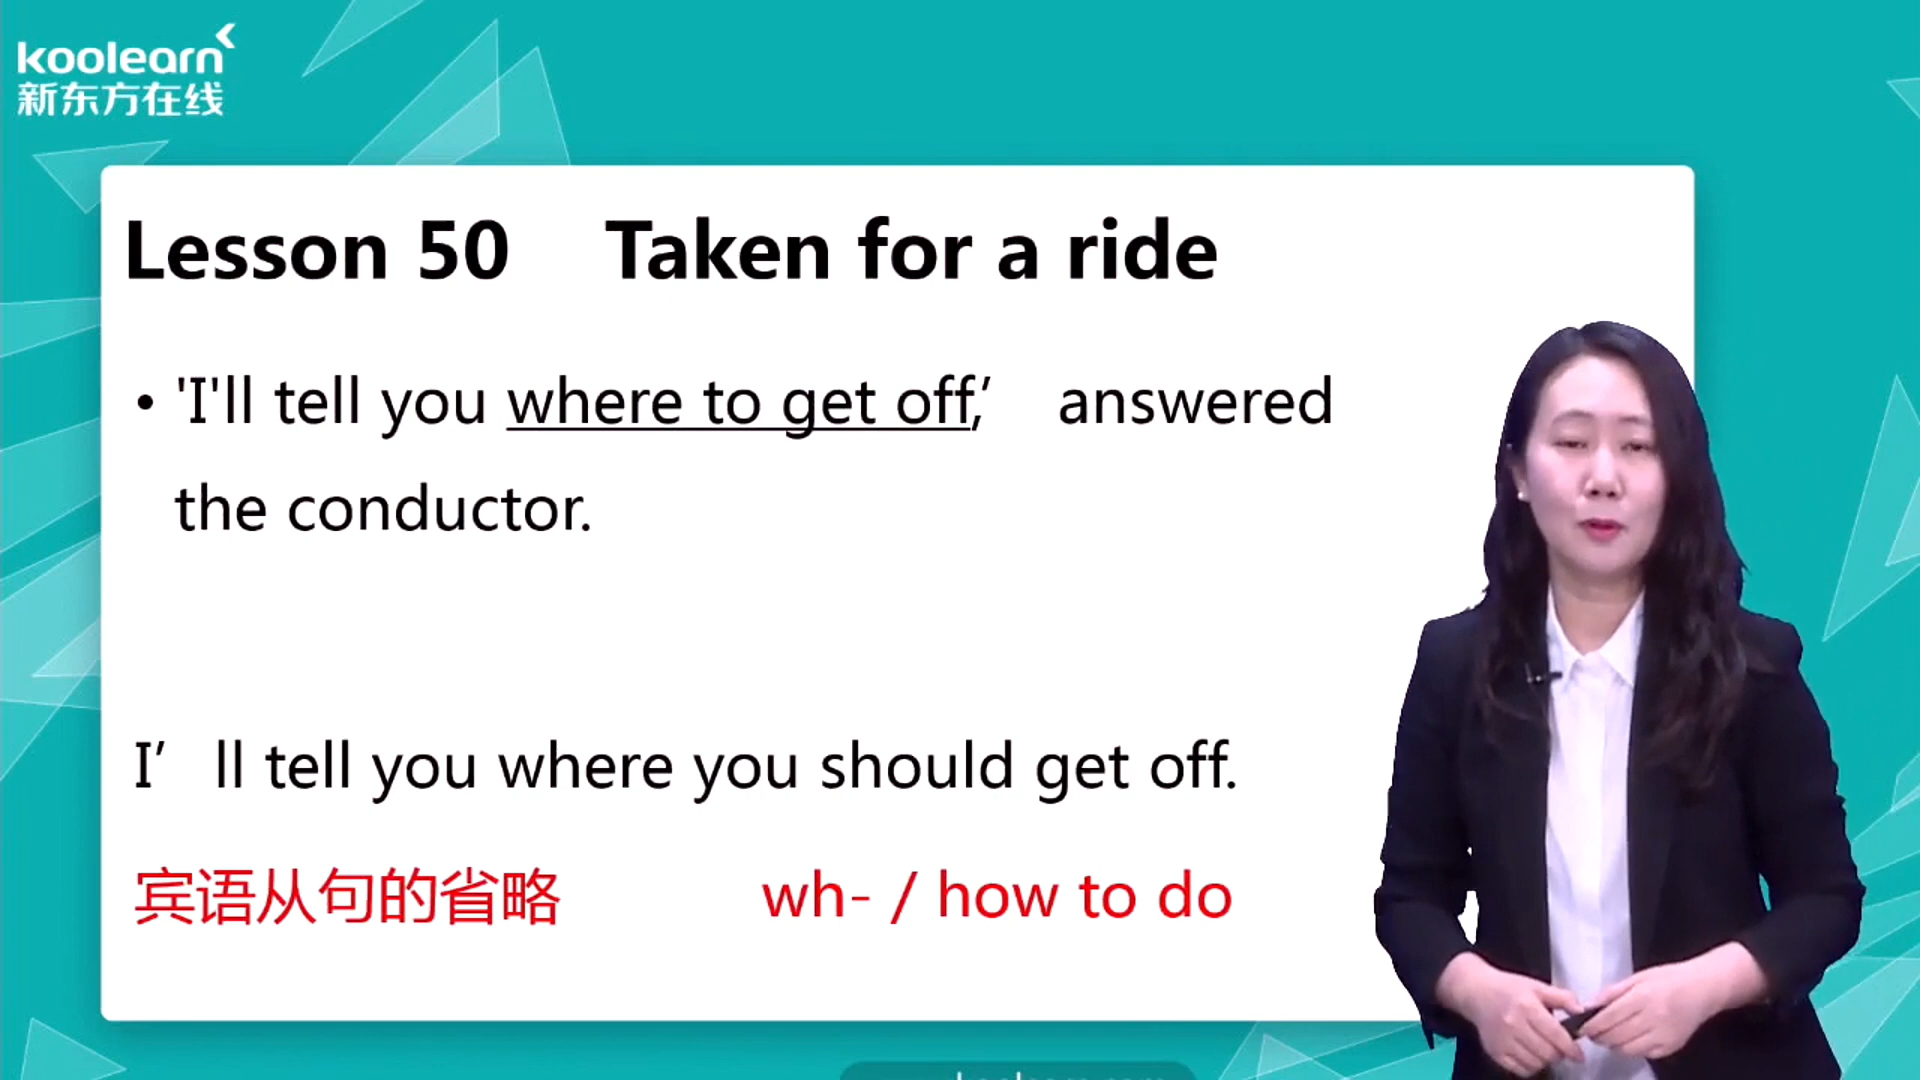 koolearn
新东方在线
Lesson 50 Taken for a ride
• 'I'll tell you where to get off,’ answered
the conductor.
I’ ll tell you where you should get off.
宾语从句的省略 wh- / how to do